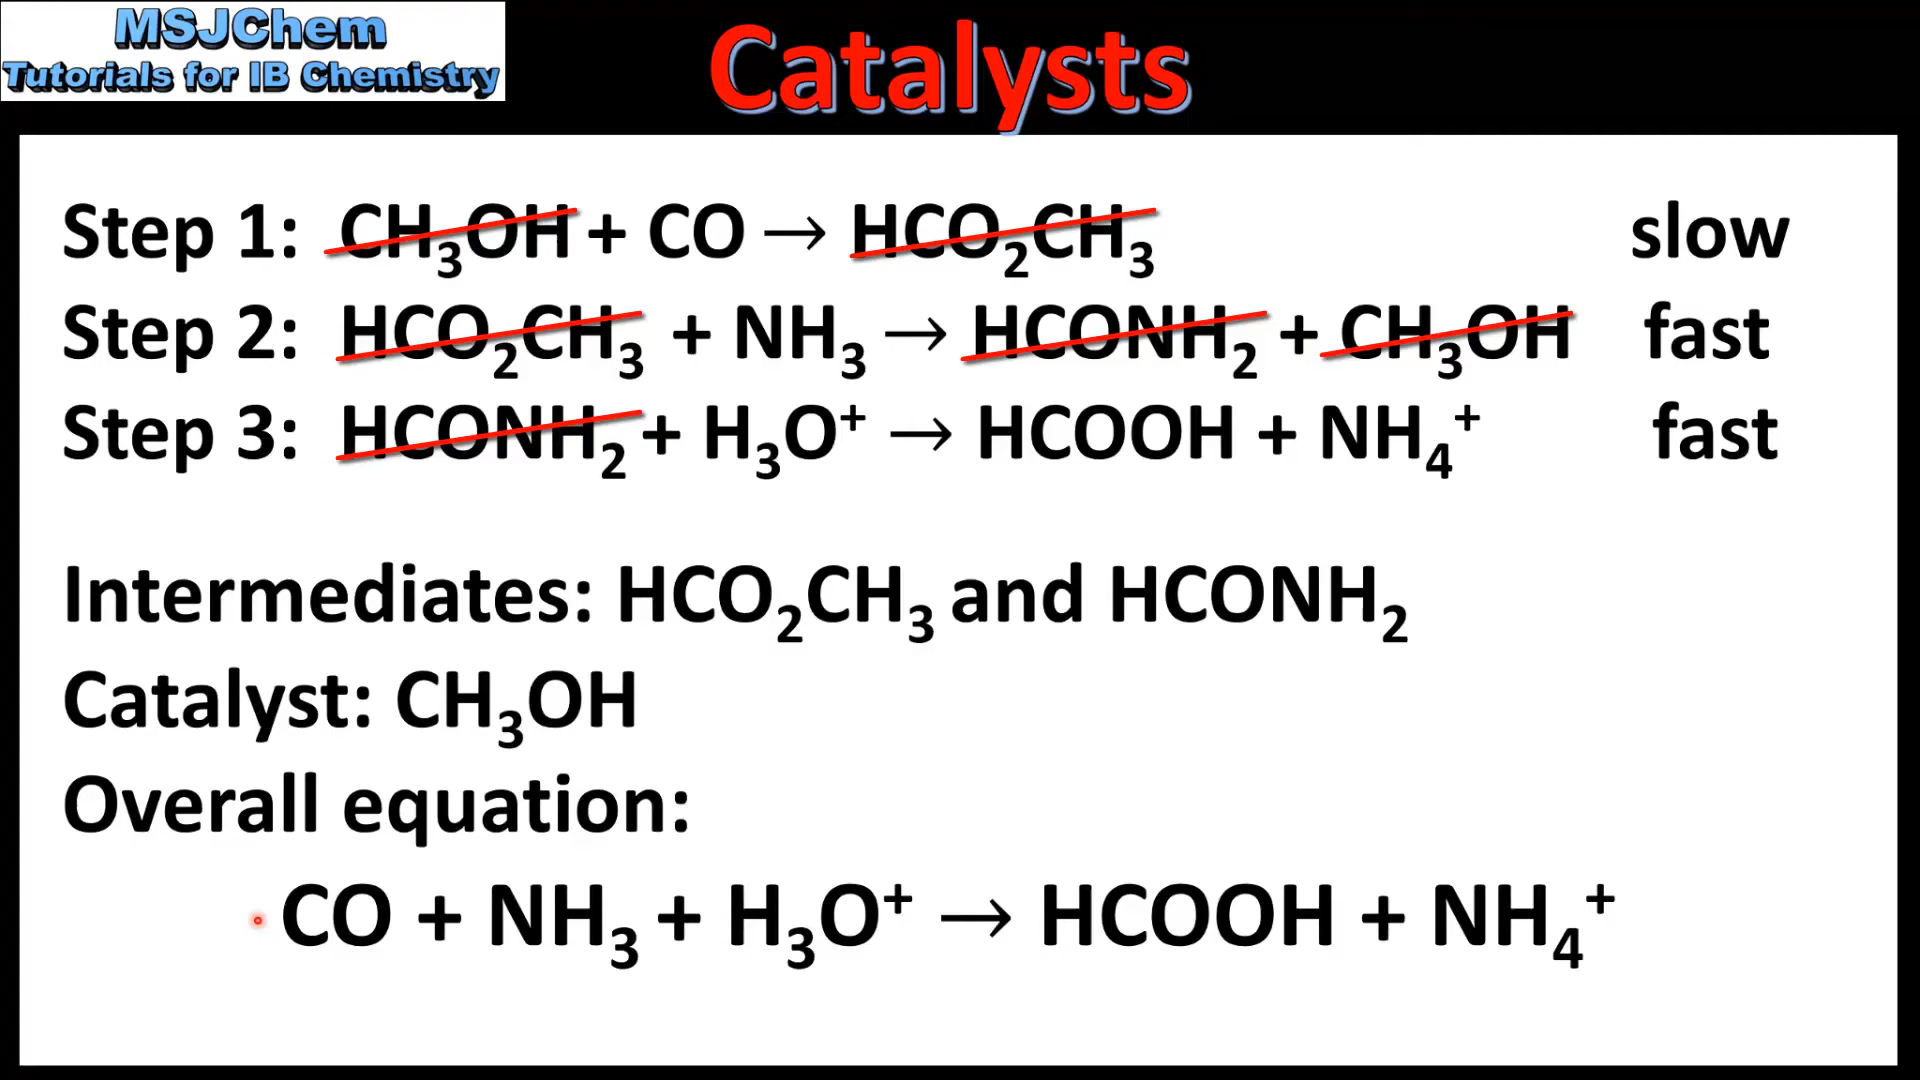 MSJChem
Tutorials for IB Chemistry
Catalysts
Step 1: CH₃OH + CO → HCO₂CH₃ slow
Step 2: HCO₂CH₃ + NH₃ → HCONH₂ + CH₃OH fast
Step 3: HCONH₂ + H₃O⁺ → HCOOH + NH₄⁺ fast
Intermediates: HCO₂CH₃ and HCONH₂
Catalyst: CH₃OH
Overall equation:
CO + NH₃ + H₃O⁺ → HCOOH + NH₄⁺